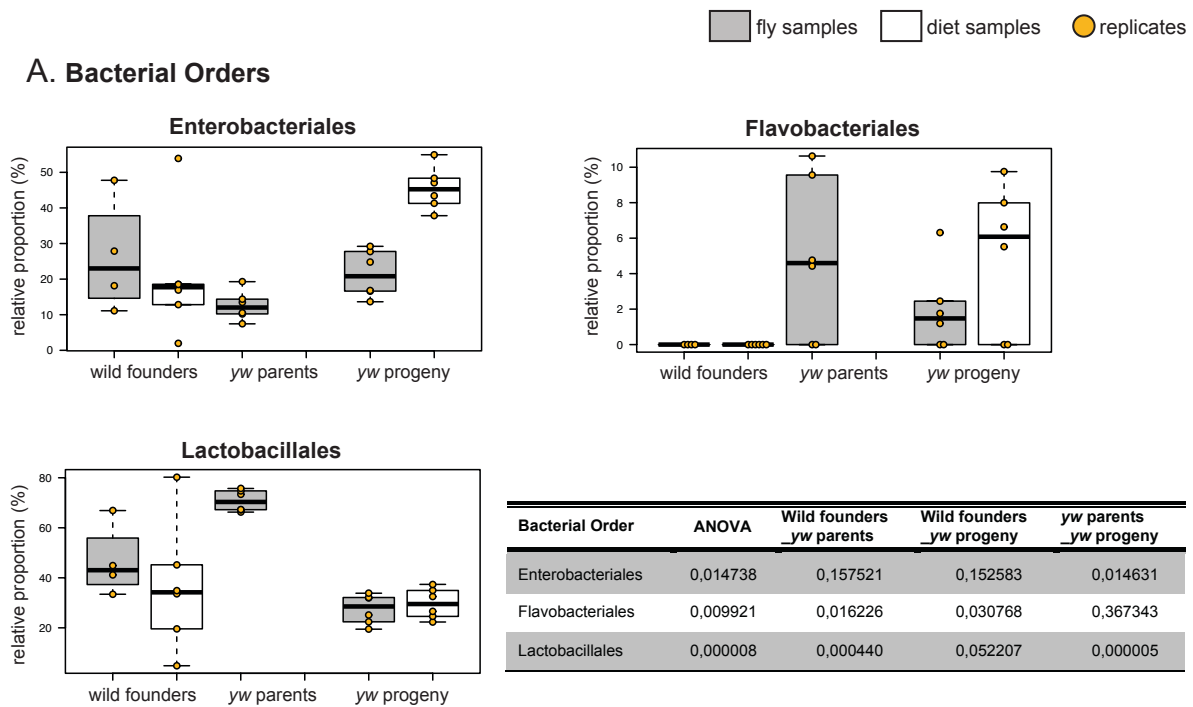 fly samples diet samples replicates
A. Bacterial Orders
Enterobacteriales
relative proportion (%)
50
40
30
20
10
0
wild founders yw parents yw progeny
Flavobacteriales
relative proportion (%)
10
8
6
4
2
0
wild founders yw parents yw progeny
Lactobacillales
relative proportion (%)
80
60
40
20
wild founders yw parents yw progeny
Bacterial Order ANOVA Wild founders _yw parents Wild founders _yw progeny yw parents _yw progeny
Enterobacteriales 0,014738 0,157521 0,152583 0,014631
Flavobacteriales 0,009921 0,016226 0,030768 0,367343
Lactobacillales 0,000008 0,000440 0,052207 0,000005